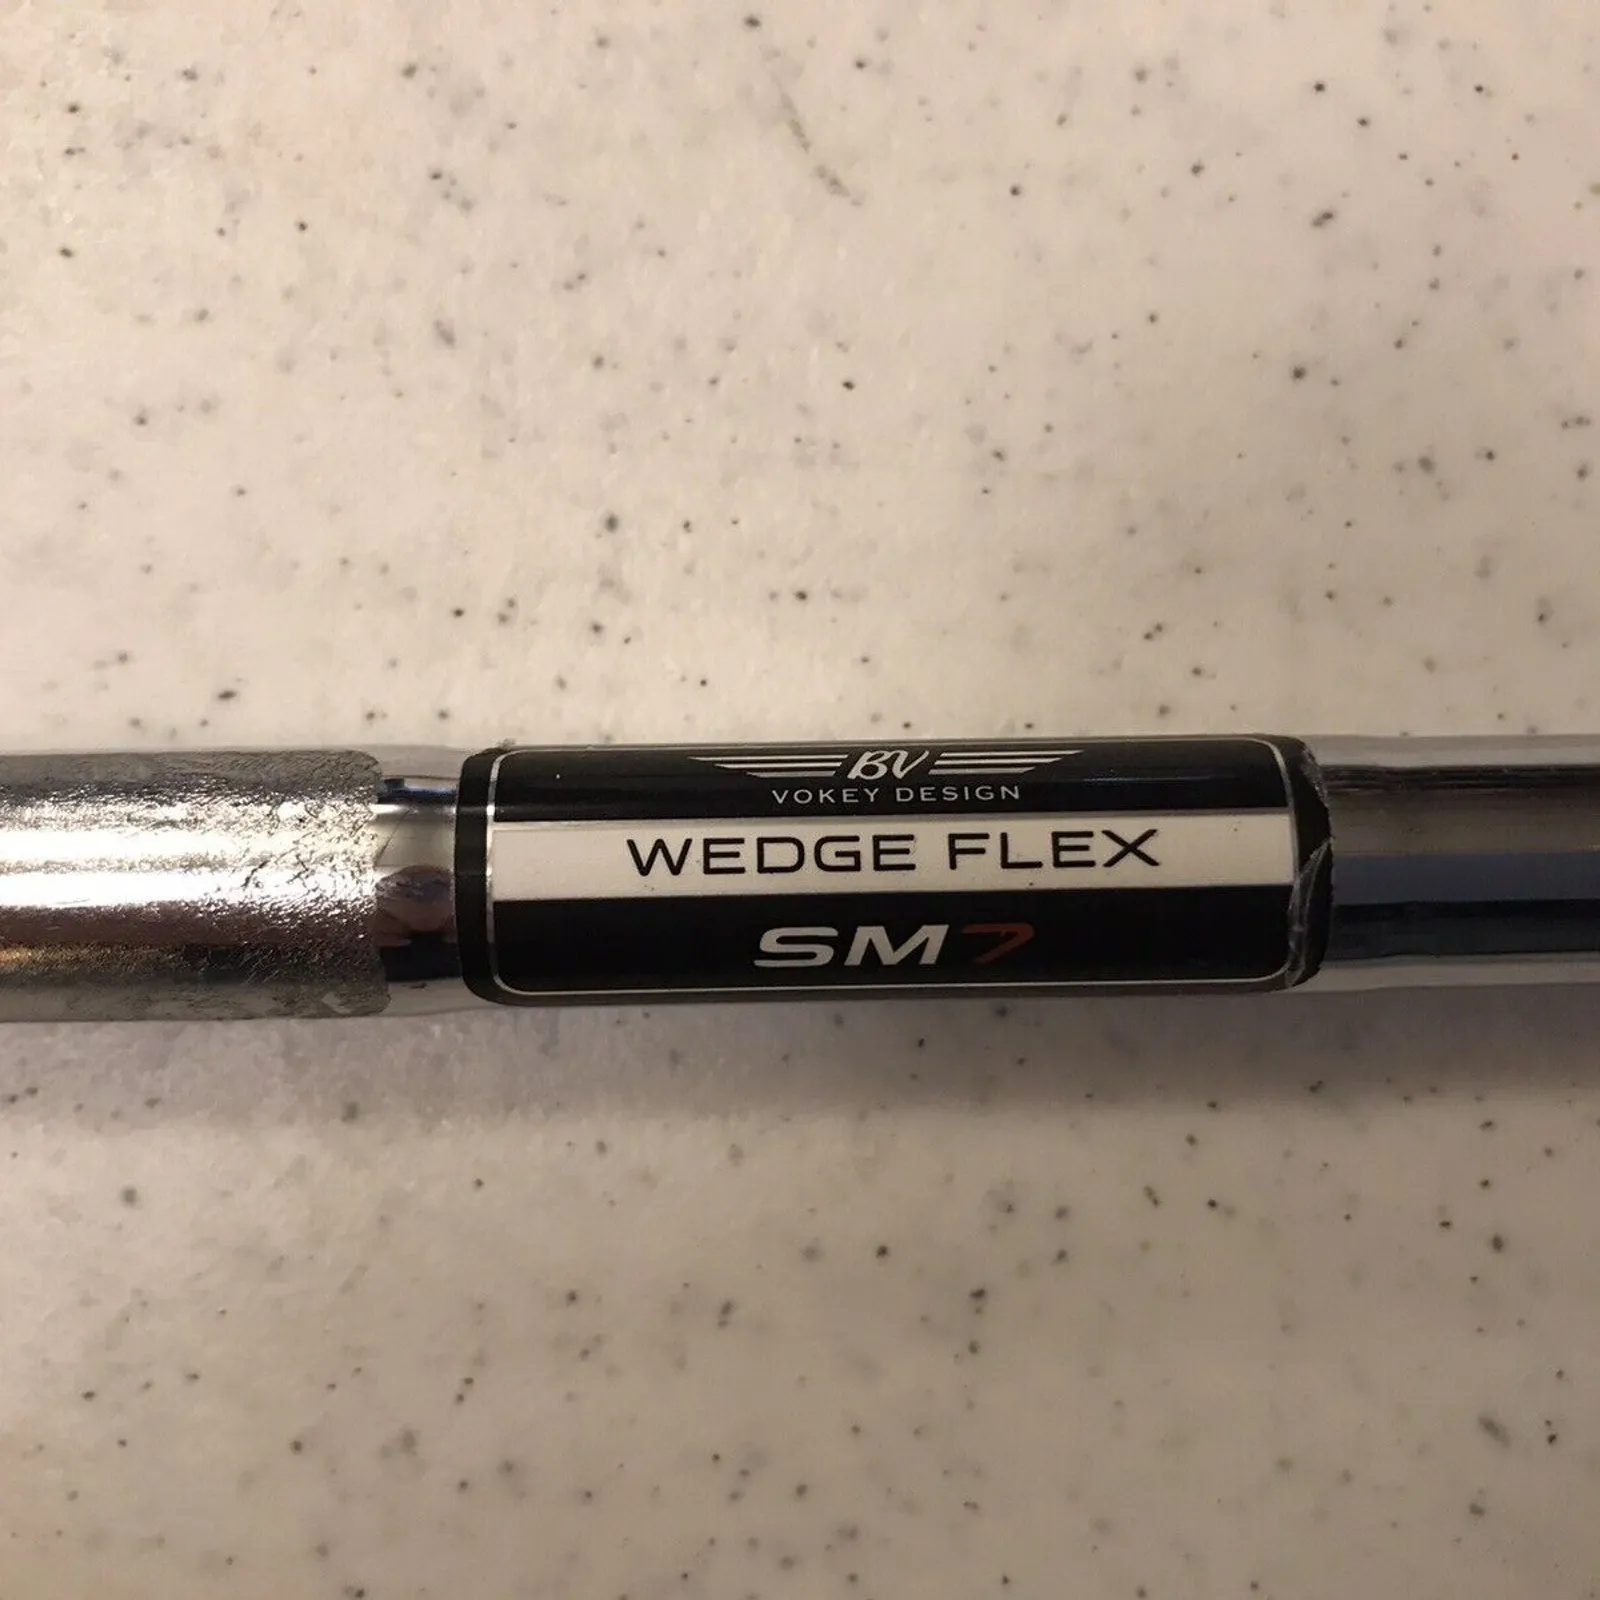 BV
VOKEY DESIGN
WEDGE FLEX
SM7